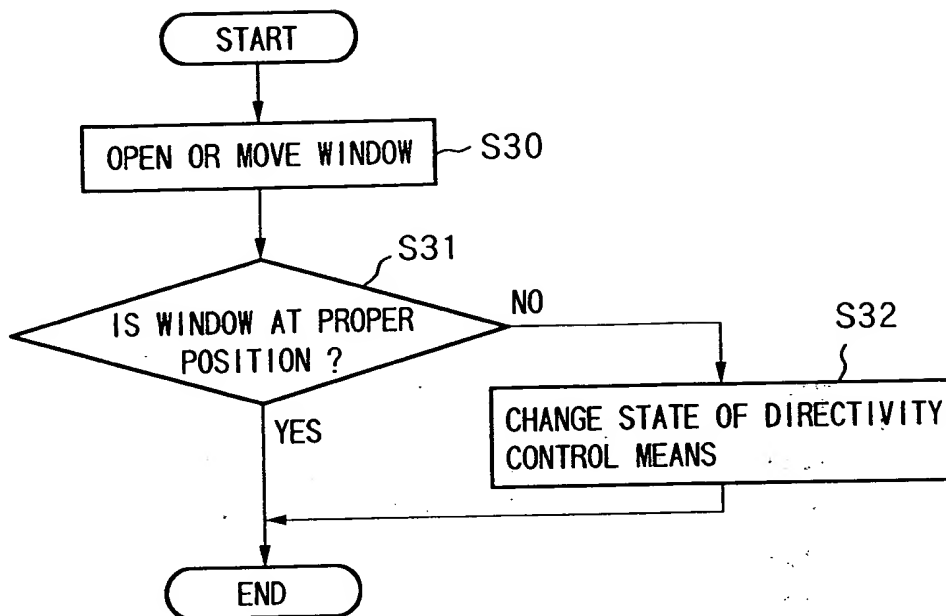 START
OPEN OR MOVE WINDOW
S30
S31
IS WINDOW AT PROPER
POSITION ?
NO
S32
YES
CHANGE STATE OF DIRECTIVITY
CONTROL MEANS
END